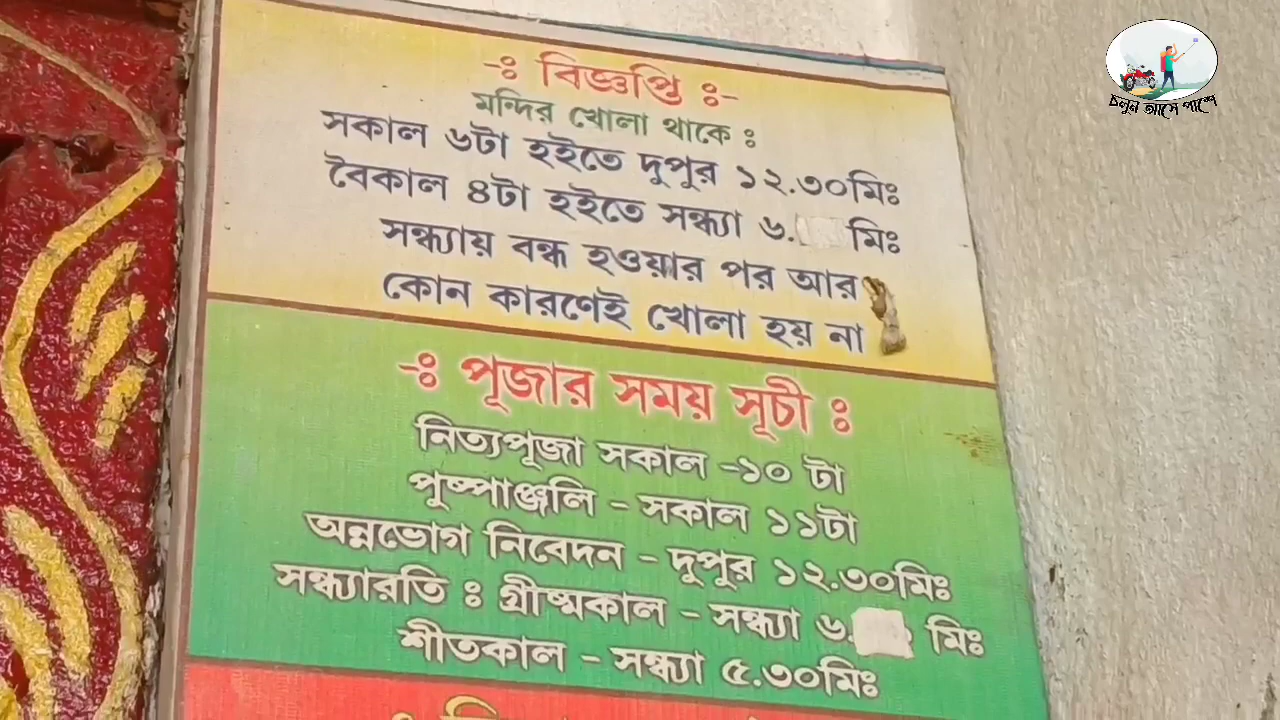 -ঃ বিজ্ঞপ্তি ঃ-
মন্দির খোলা থাকে ঃ
সকাল ৬টা হইতে দুপুর ১২.৩০মিঃ
বৈকাল ৪টা হইতে সন্ধ্যা ৬. মিঃ
সন্ধ্যায় বন্ধ হওয়ার পর আর
কোন কারণেই খোলা হয় না
-ঃ পূজার সময় সূচী ঃ
নিত্যপূজা সকাল -১০ টা
পুষ্পাঞ্জলি - সকাল ১১টা
অন্নভোগ নিবেদন - দুপুর ১২.৩০মিঃ
সন্ধ্যারতি ঃ গ্রীষ্মকাল - সন্ধ্যা ৬. মিঃ
শীতকাল - সন্ধ্যা ৫.৩০মিঃ
চলুন আসে পাশে